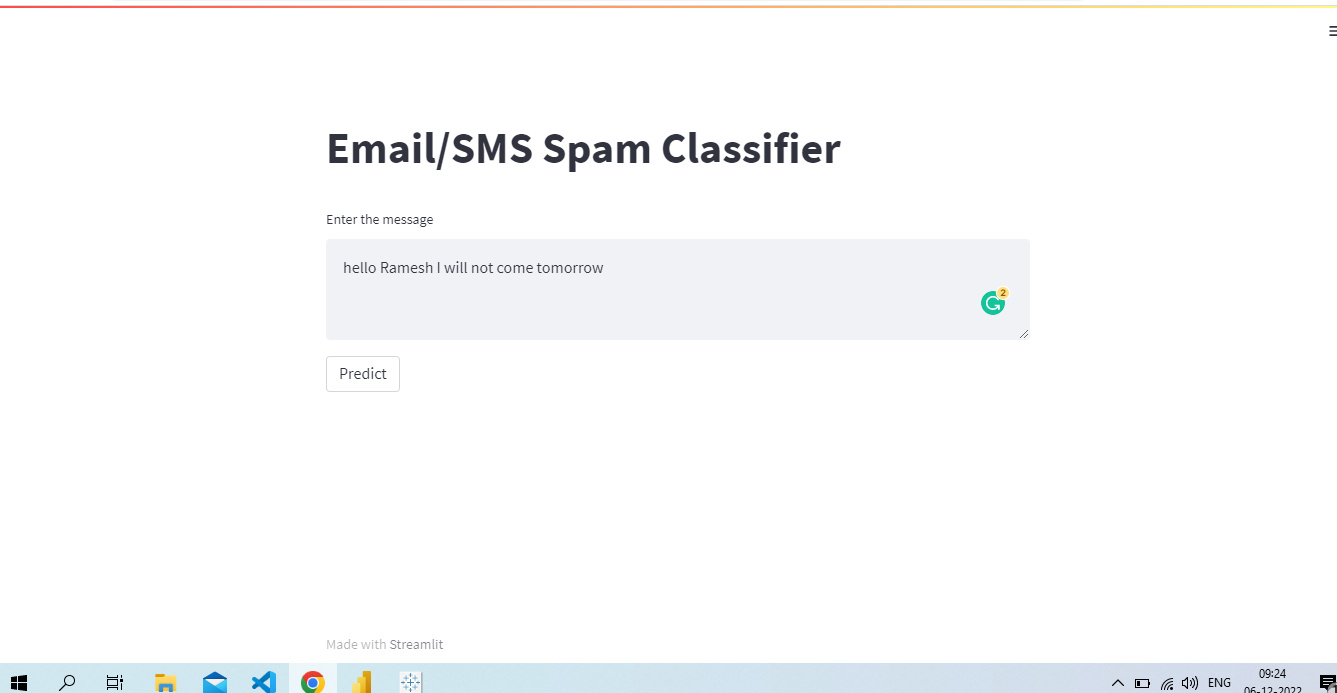 Email/SMS Spam Classifier
Enter the message
hello Ramesh I will not come tomorrow
2
Predict
Made with Streamlit
ENG
09:24
06-12-2022